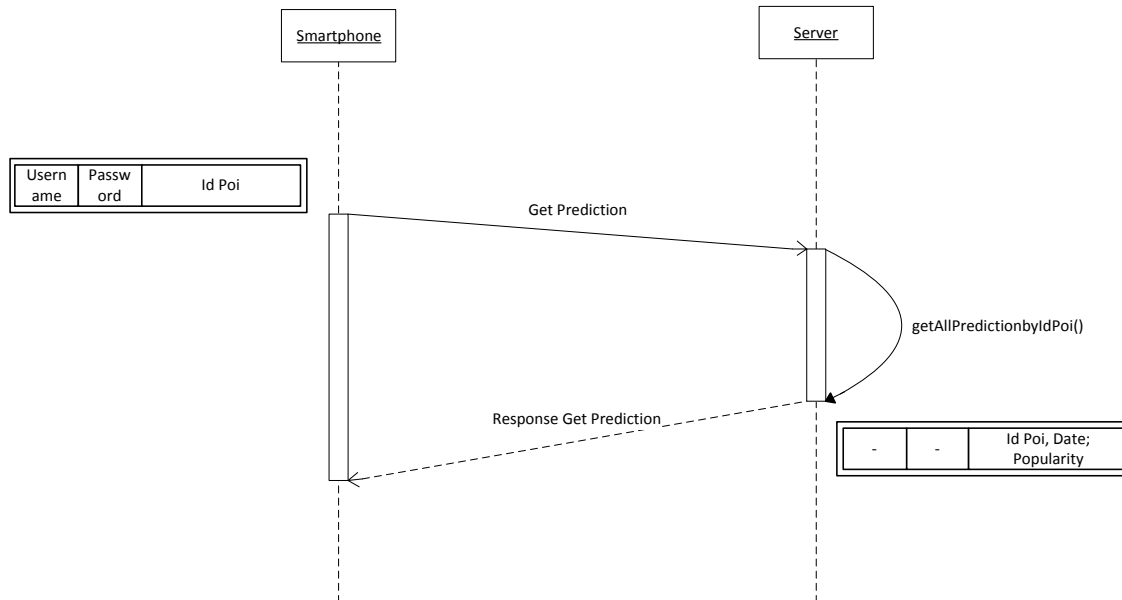 Smartphone
Server
Usern
ame
Passw
ord
Id Poi
Get Prediction
getAllPredictionbyIdPoi()
Response Get Prediction
-
-
Id Poi, Date;
Popularity